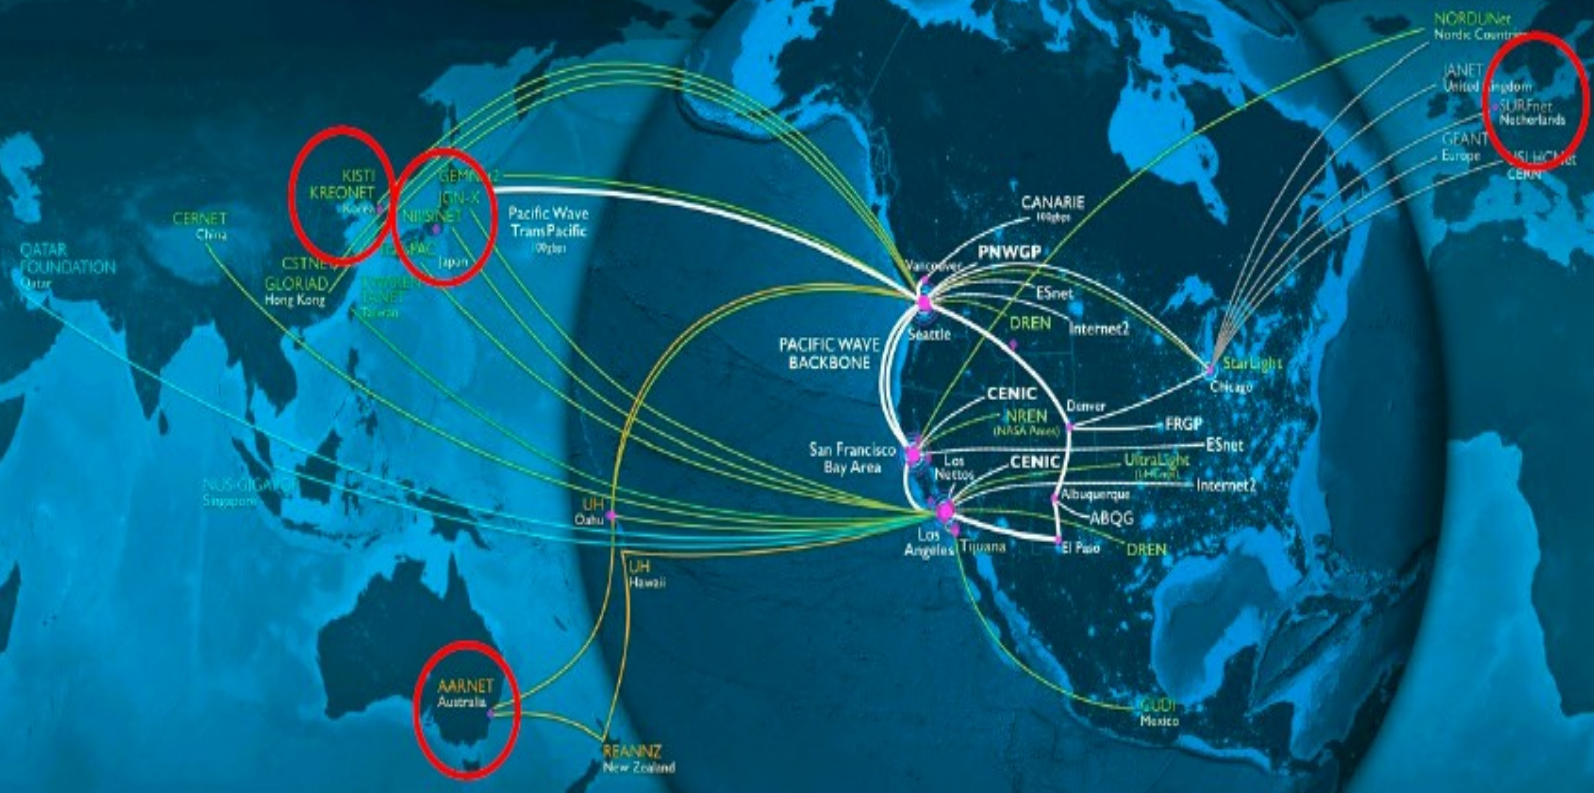 NORDUNet
Nordic Countries
JANET
United Kingdom
SURFnet
Netherlands
GEANT
Europe
USLHCNet
CERN
KISTI
KREONET
Korea
GEMNet2
JGN-X
Japan
CERNET
China
QATAR
FOUNDATION
Qatar
CSTNET
GLORIAD
Hong Kong
Taiwan
Pacific Wave
TransPacific
100gbps
CANARIE
100gbps
PNWGP
Vancouver
ESnet
DREN
Internet2
Seattle
PACIFIC WAVE
BACKBONE
StarLight
Chicago
CENIC
NREN
(NASA Ames)
Denver
FRGP
San Francisco
Bay Area
Los
Nettos
ESnet
CENIC
UltraLight
Internet2
Albuquerque
ABQG
NUS-GIGAPOP
Singapore
UH
Oahu
Los
Angeles
Tijuana
El Paso
DREN
UH
Hawaii
AARNET
Australia
CUDI
Mexico
REANNZ
New Zealand